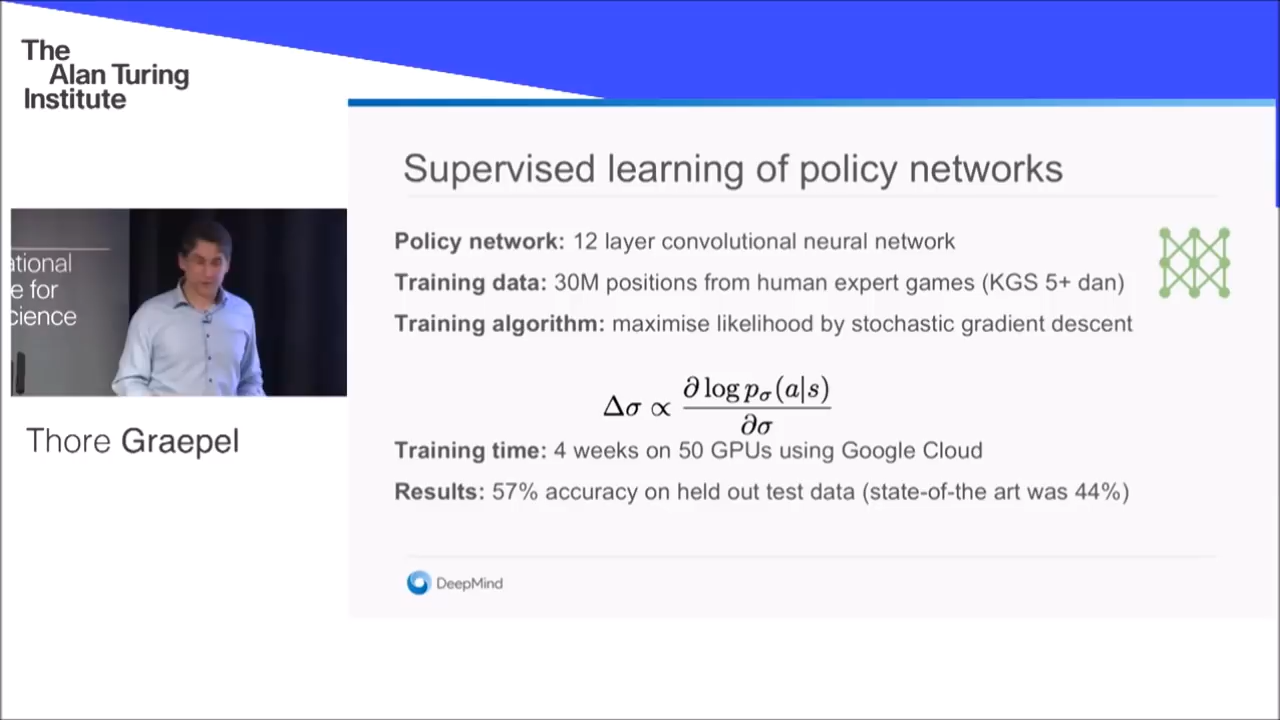 The
Alan Turing
Institute
Supervised learning of policy networks
Policy network: 12 layer convolutional neural network
Training data: 30M positions from human expert games (KGS 5+ dan)
Training algorithm: maximise likelihood by stochastic gradient descent
Δσ ∝ ∂ log pσ(a|s) / ∂σ
Training time: 4 weeks on 50 GPUs using Google Cloud
Results: 57% accuracy on held out test data (state-of-the art was 44%)
DeepMind
ational
e for
cience
Thore Graepel